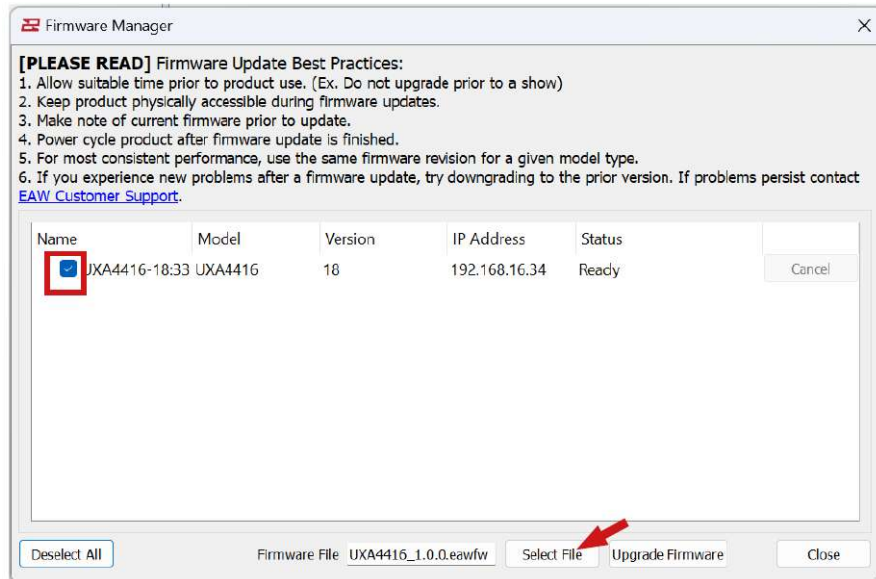 Firmware Manager
[PLEASE READ] Firmware Update Best Practices:
1. Allow suitable time prior to product use. (Ex. Do not upgrade prior to a show)
2. Keep product physically accessible during firmware updates.
3. Make note of current firmware prior to update.
4. Power cycle product after firmware update is finished.
5. For most consistent performance, use the same firmware revision for a given model type.
6. If you experience new problems after a firmware update, try downgrading to the prior version. If problems persist contact
EAW Customer Support.
Name Model Version IP Address Status
UXA4416-18:33 UXA4416 18 192.168.16.34 Ready Cancel
Deselect All Firmware File UXA4416_1.0.0.eawfw Select File Upgrade Firmware Close